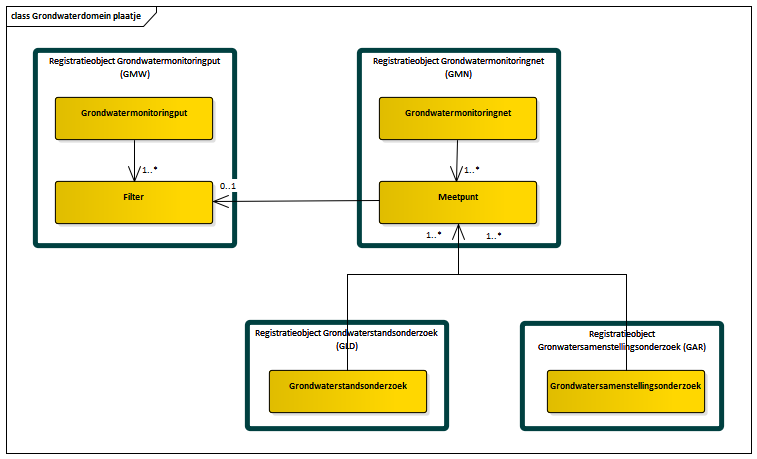 class Grondwaterdomein plaatje
Registratieobject Grondwatermonitoringput
(GMW)
Grondwatermonitoringput
1..*
Filter
0..1
Registratieobject Grondwatermonitoringnet
(GMN)
Grondwatermonitoringnet
1..*
Meetpunt
1..*
1..*
Registratieobject Grondwaterstandsonderzoek
(GLD)
Grondwaterstandsonderzoek
Registratieobject
Gronwatersamenstellingsonderzoek (GAR)
Grondwatersamenstellingsonderzoek